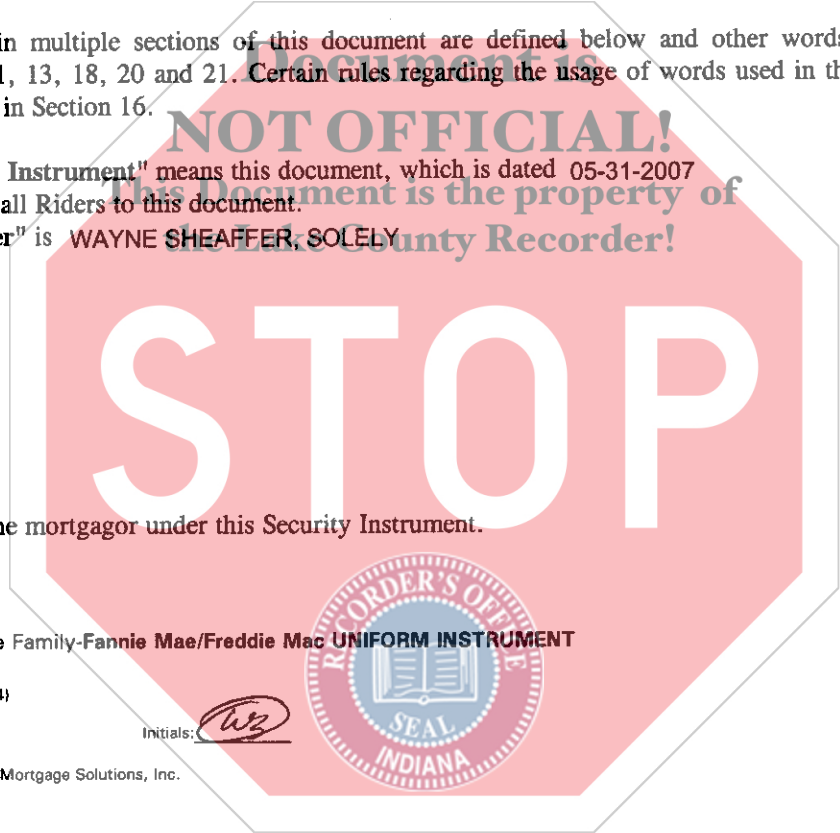 in multiple sections of this document are defined below and other words
1, 13, 18, 20 and 21. Certain rules regarding the usage of words used in th
in Section 16.
Document is
NOT OFFICIAL!
This Document is the property of
the Lake County Recorder!
Instrument" means this document, which is dated 05-31-2007
all Riders to this document.
er" is WAYNE SHEAFFER, SOLELY
STOP
he mortgagor under this Security Instrument.
e Family-Fannie Mae/Freddie Mac UNIFORM INSTRUMENT
Initials:
Mortgage Solutions, Inc.
RECORDER'S OFFICE
SEAL
INDIANA